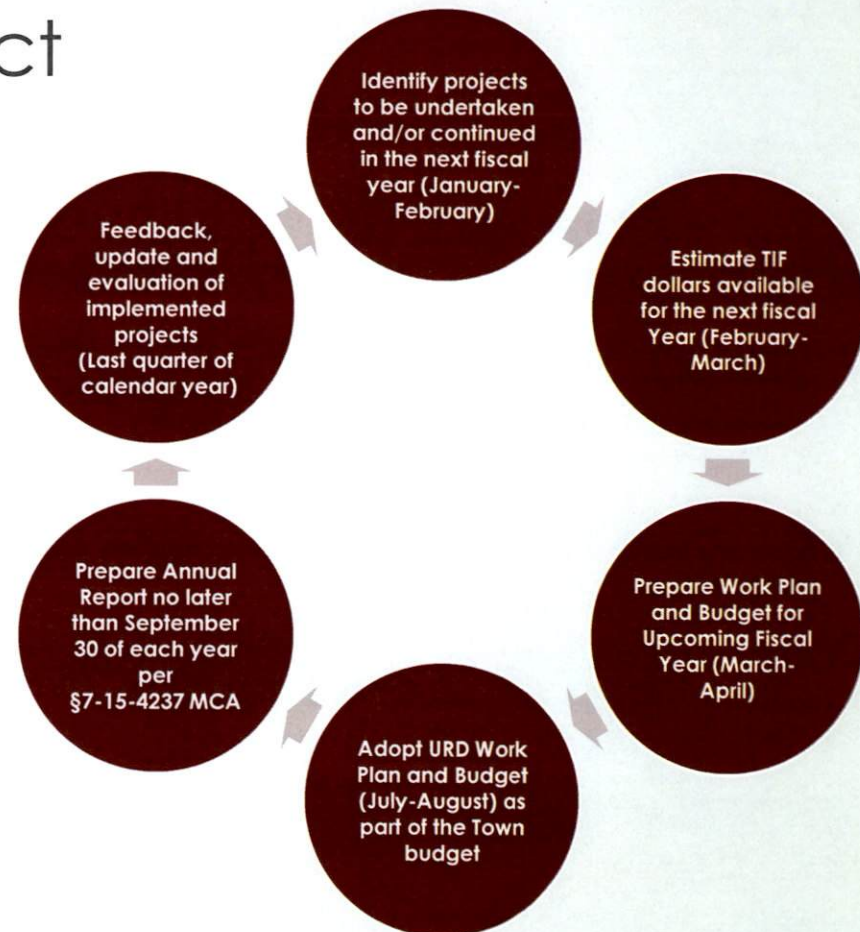 ct
Identify projects
to be undertaken
and/or continued
in the next fiscal
year (January-
February)
Estimate TIF
dollars available
for the next fiscal
Year (February-
March)
Prepare Work Plan
and Budget for
Upcoming Fiscal
Year (March-
April)
Adopt URD Work
Plan and Budget
(July-August) as
part of the Town
budget
Prepare Annual
Report no later
than September
30 of each year
per
§7-15-4237 MCA
Feedback,
update and
evaluation of
implemented
projects
(Last quarter of
calendar year)